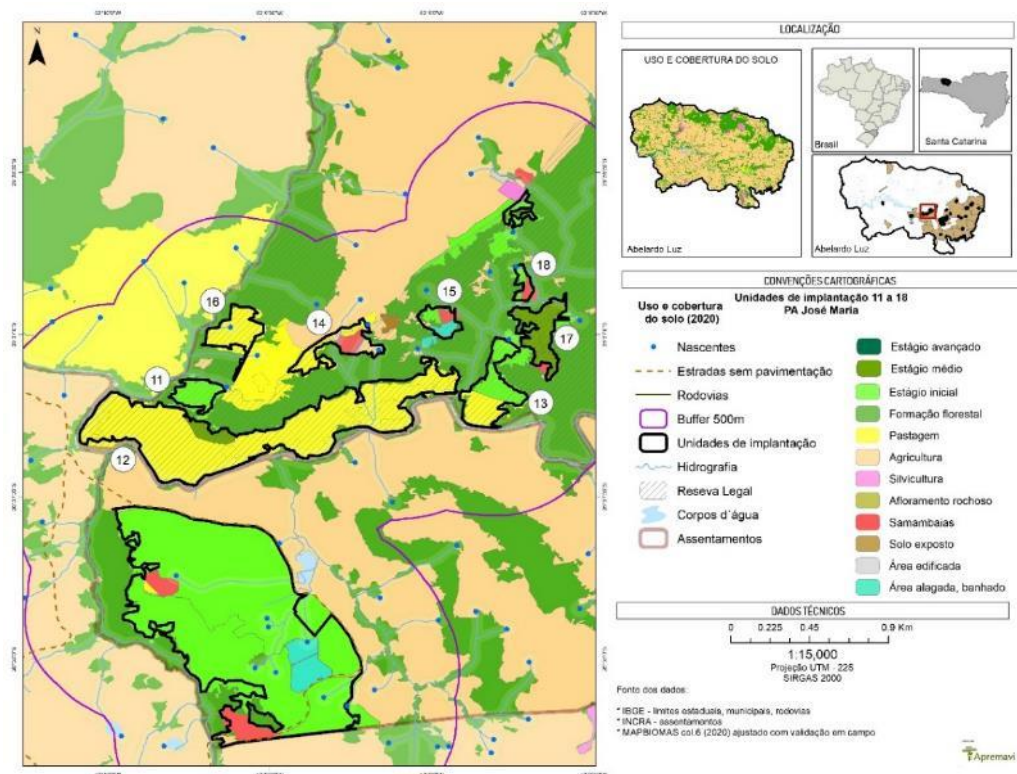 N
16
14
15
18
17
11
13
12
LOCALIZAÇÃO
USO E COBERTURA DO SOLO
Abelardo Luz
Brasil
Santa Catarina
Abelardo Luz
CONVENÇÕES CARTOGRÁFICAS
Uso e cobertura
do solo (2020)
Unidades de implantação 11 a 18
PA José Maria
Nascentes
Estradas sem pavimentação
Rodovias
Buffer 500m
Unidades de implantação
Hidrografia
Reseva Legal
Corpos d´água
Assentamentos
Estágio avançado
Estágio médio
Estágio inicial
Formação florestal
Pastagem
Agricultura
Silvicultura
Afloramento rochoso
Samambaias
Solo exposto
Área edificada
Área alagada, banhado
DADOS TÉCNICOS
0 0.225 0.45 0.9 Km
1:15,000
Projeção UTM - 22S
SIRGAS 2000
Fonte dos dados:
* IBGE - limites estaduais, municipais, rodovias
* INCRA - assentamentos
* MAPBIOMAS col.6 (2020) ajustado com validação em campo
Apremavi